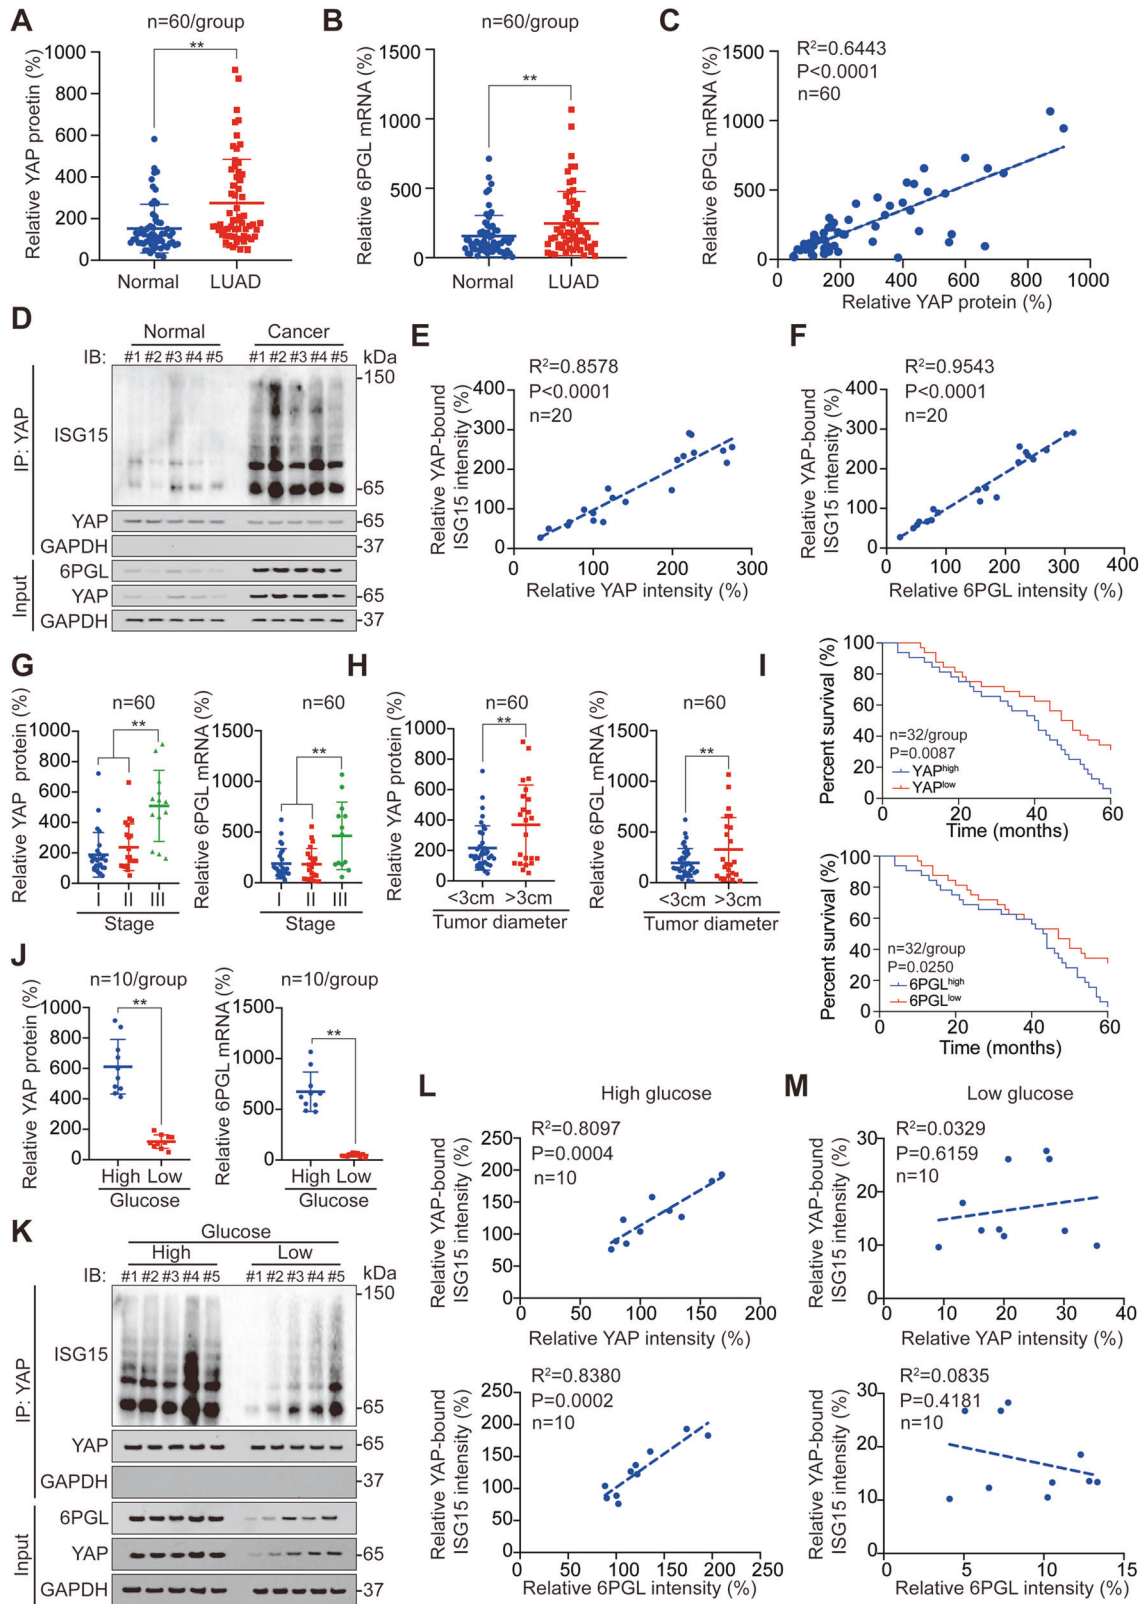 A
n=60/group
**
Relative YAP proetin (%)
1000
800
600
400
200
0
Normal LUAD
B
n=60/group
**
Relative 6PGL mRNA (%)
1500
1000
500
0
Normal LUAD
C
R²=0.6443
P<0.0001
n=60
Relative 6PGL mRNA (%)
1500
1000
500
0
0 200 400 600 800 1000
Relative YAP protein (%)
D
Normal Cancer
IB: #1 #2 #3 #4 #5 #1 #2 #3 #4 #5 kDa
IP: YAP
ISG15
-150
-65
YAP -65
GAPDH -37
Input
6PGL
YAP -65
GAPDH -37
E
R²=0.8578
P<0.0001
n=20
Relative YAP-bound
ISG15 intensity (%)
400
300
200
100
0
0 100 200 300
Relative YAP intensity (%)
F
R²=0.9543
P<0.0001
n=20
Relative YAP-bound
ISG15 intensity (%)
400
300
200
100
0
0 100 200 300 400
Relative 6PGL intensity (%)
G
n=60
**
Relative YAP protein (%)
1000
800
600
400
200
0
I II III
Stage
n=60
**
Relative 6PGL mRNA (%)
1500
1000
500
0
I II III
Stage
H
n=60
**
Relative YAP protein (%)
1000
800
600
400
200
0
<3cm >3cm
Tumor diameter
n=60
**
Relative 6PGL mRNA (%)
1500
1000
500
0
<3cm >3cm
Tumor diameter
I
Percent survival (%)
100
80
60
40
20
0
n=32/group
P=0.0087
YAPhigh
YAPlow
0 20 40 60
Time (months)
Percent survival (%)
100
80
60
40
20
0
n=32/group
P=0.0250
6PGLhigh
6PGLlow
0 20 40 60
Time (months)
J
n=10/group
**
Relative YAP protein (%)
1000
800
600
400
200
0
High Low
Glucose
n=10/group
**
Relative 6PGL mRNA (%)
1500
1000
500
0
High Low
Glucose
K
Glucose
High Low
IB: #1 #2 #3 #4 #5 #1 #2 #3 #4 #5 kDa
IP: YAP
ISG15
-150
-65
YAP -65
GAPDH -37
Input
6PGL
YAP -65
GAPDH -37
L
High glucose
R²=0.8097
P=0.0004
n=10
Relative YAP-bound
ISG15 intensity (%)
250
200
150
100
50
0
0 50 100 150 200
Relative YAP intensity (%)
R²=0.8380
P=0.0002
n=10
Relative YAP-bound
ISG15 intensity (%)
250
200
150
100
50
0
0 50 100 150 200 250
Relative 6PGL intensity (%)
M
Low glucose
R²=0.0329
P=0.6159
n=10
Relative YAP-bound
ISG15 intensity (%)
30
20
10
0
0 10 20 30 40
Relative YAP intensity (%)
R²=0.0835
P=0.4181
n=10
Relative YAP-bound
ISG15 intensity (%)
30
20
10
0
0 5 10 15
Relative 6PGL intensity (%)